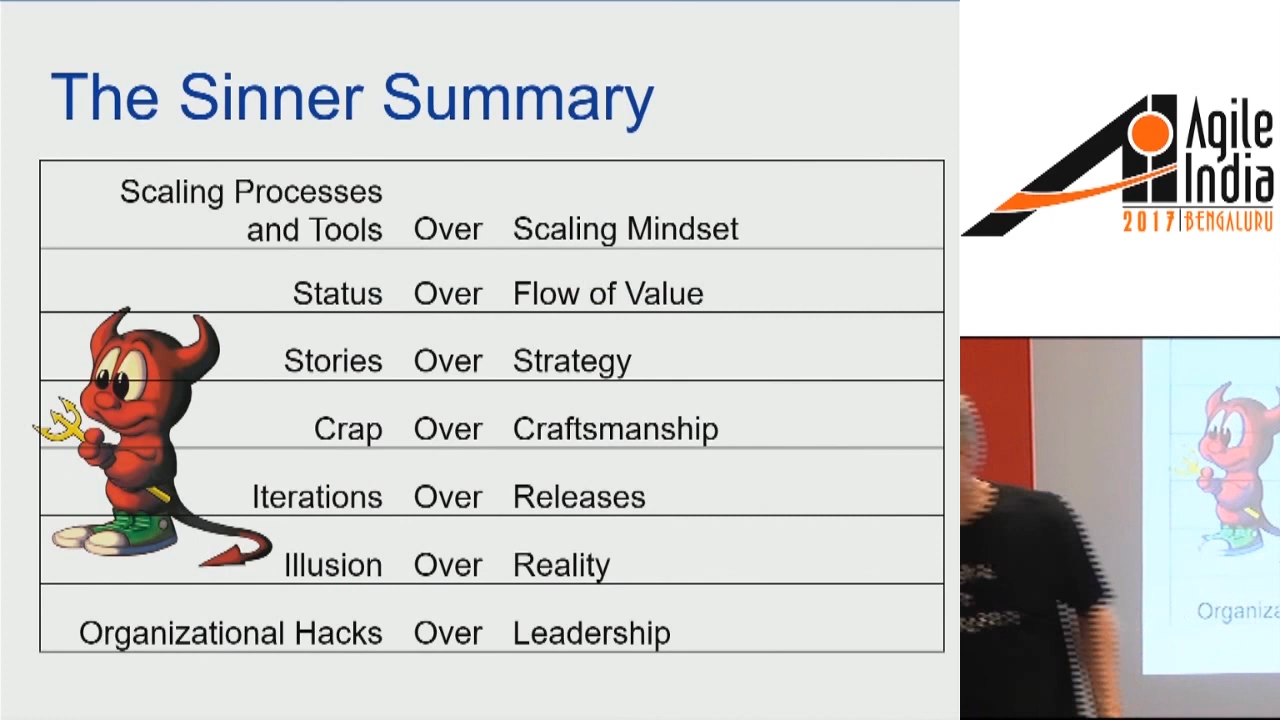 The Sinner Summary
Scaling Processes
and Tools Over Scaling Mindset
Status Over Flow of Value
Stories Over Strategy
Crap Over Craftsmanship
Iterations Over Releases
Illusion Over Reality
Organizational Hacks Over Leadership
Agile
India
2017 BENGALURU
Organiza